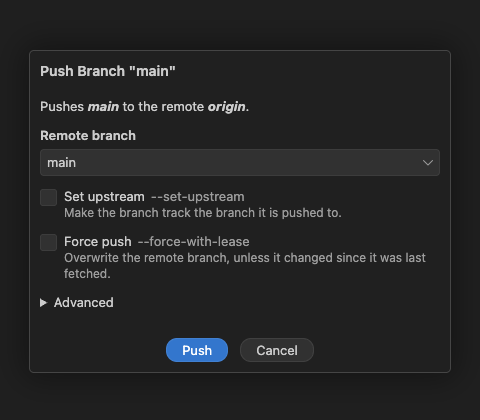 Push Branch "main"
Pushes main to the remote origin.
Remote branch
main
Set upstream --set-upstream
Make the branch track the branch it is pushed to.
Force push --force-with-lease
Overwrite the remote branch, unless it changed since it was last
fetched.
Advanced
Push Cancel